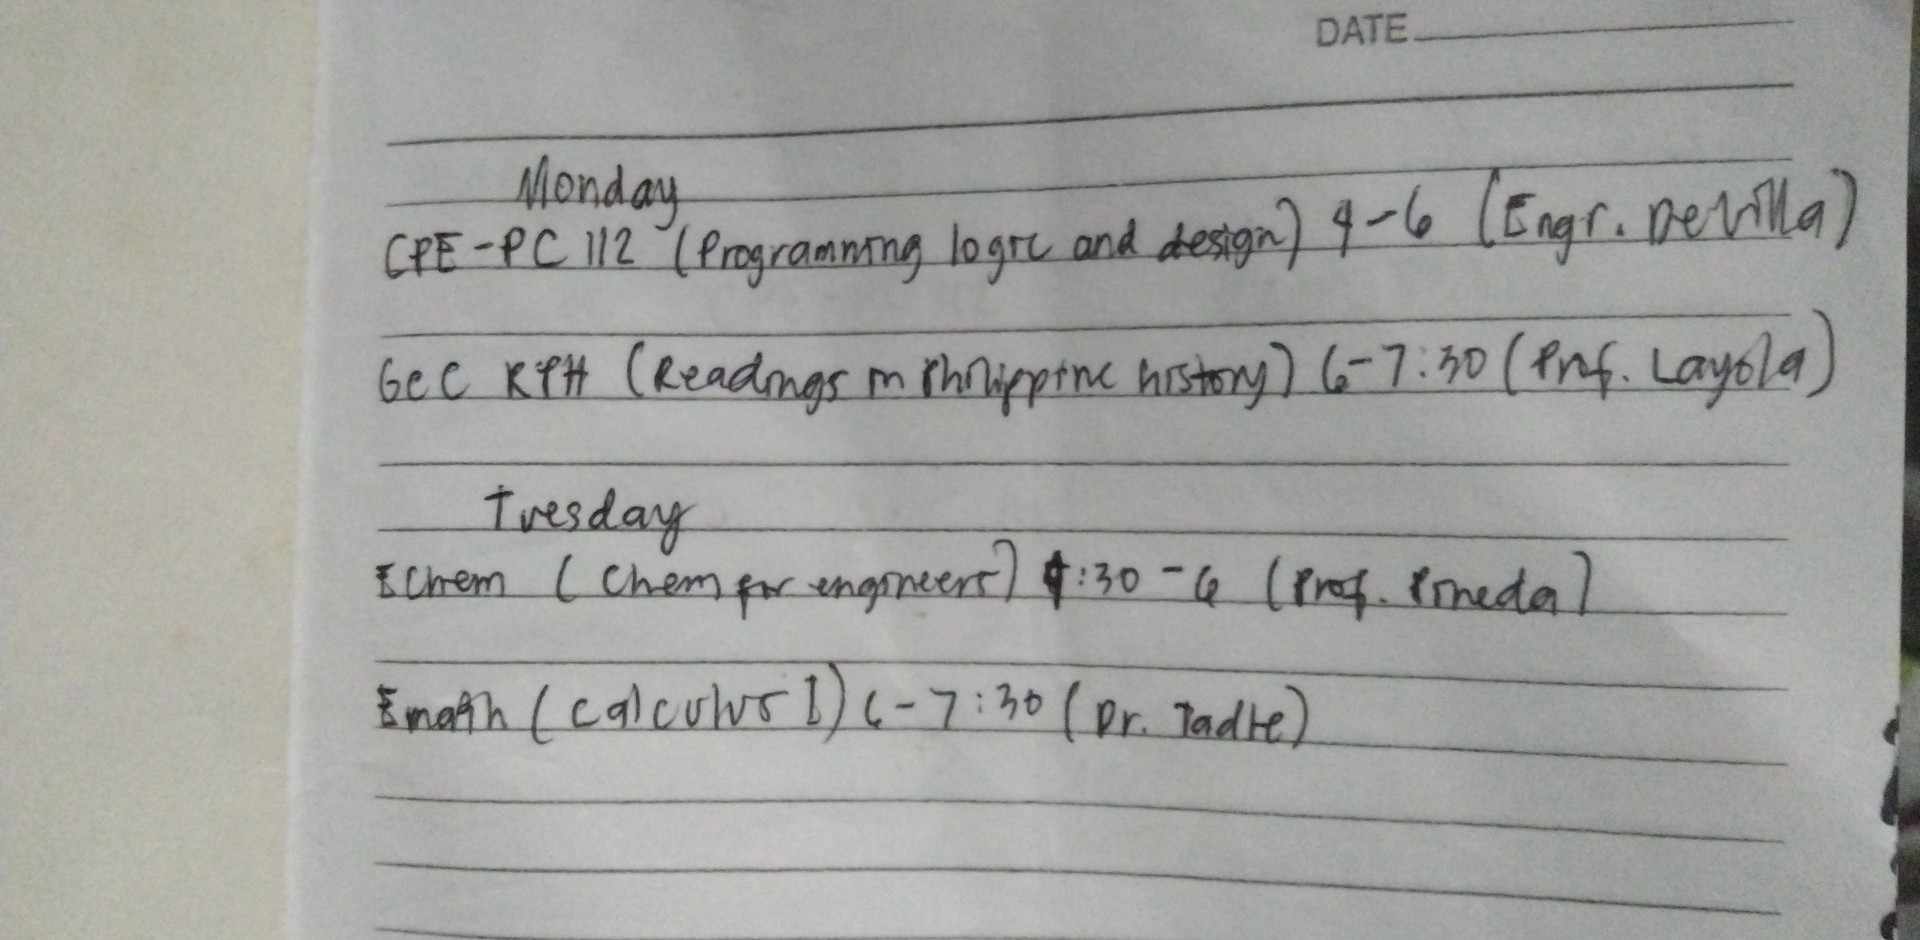 DATE
Monday
CPE-PC 112 (Programming logic and design) 4-6 (Engr. De Villa)
GeC RPH (Readings in Philippine history) 6-7:30 (Prof. Layola)
Tuesday
EChem (Chem for engineers) 4:30-6 (Prof. Pineda)
Emath (Calculus I) 6-7:30 (Dr. Tadle)